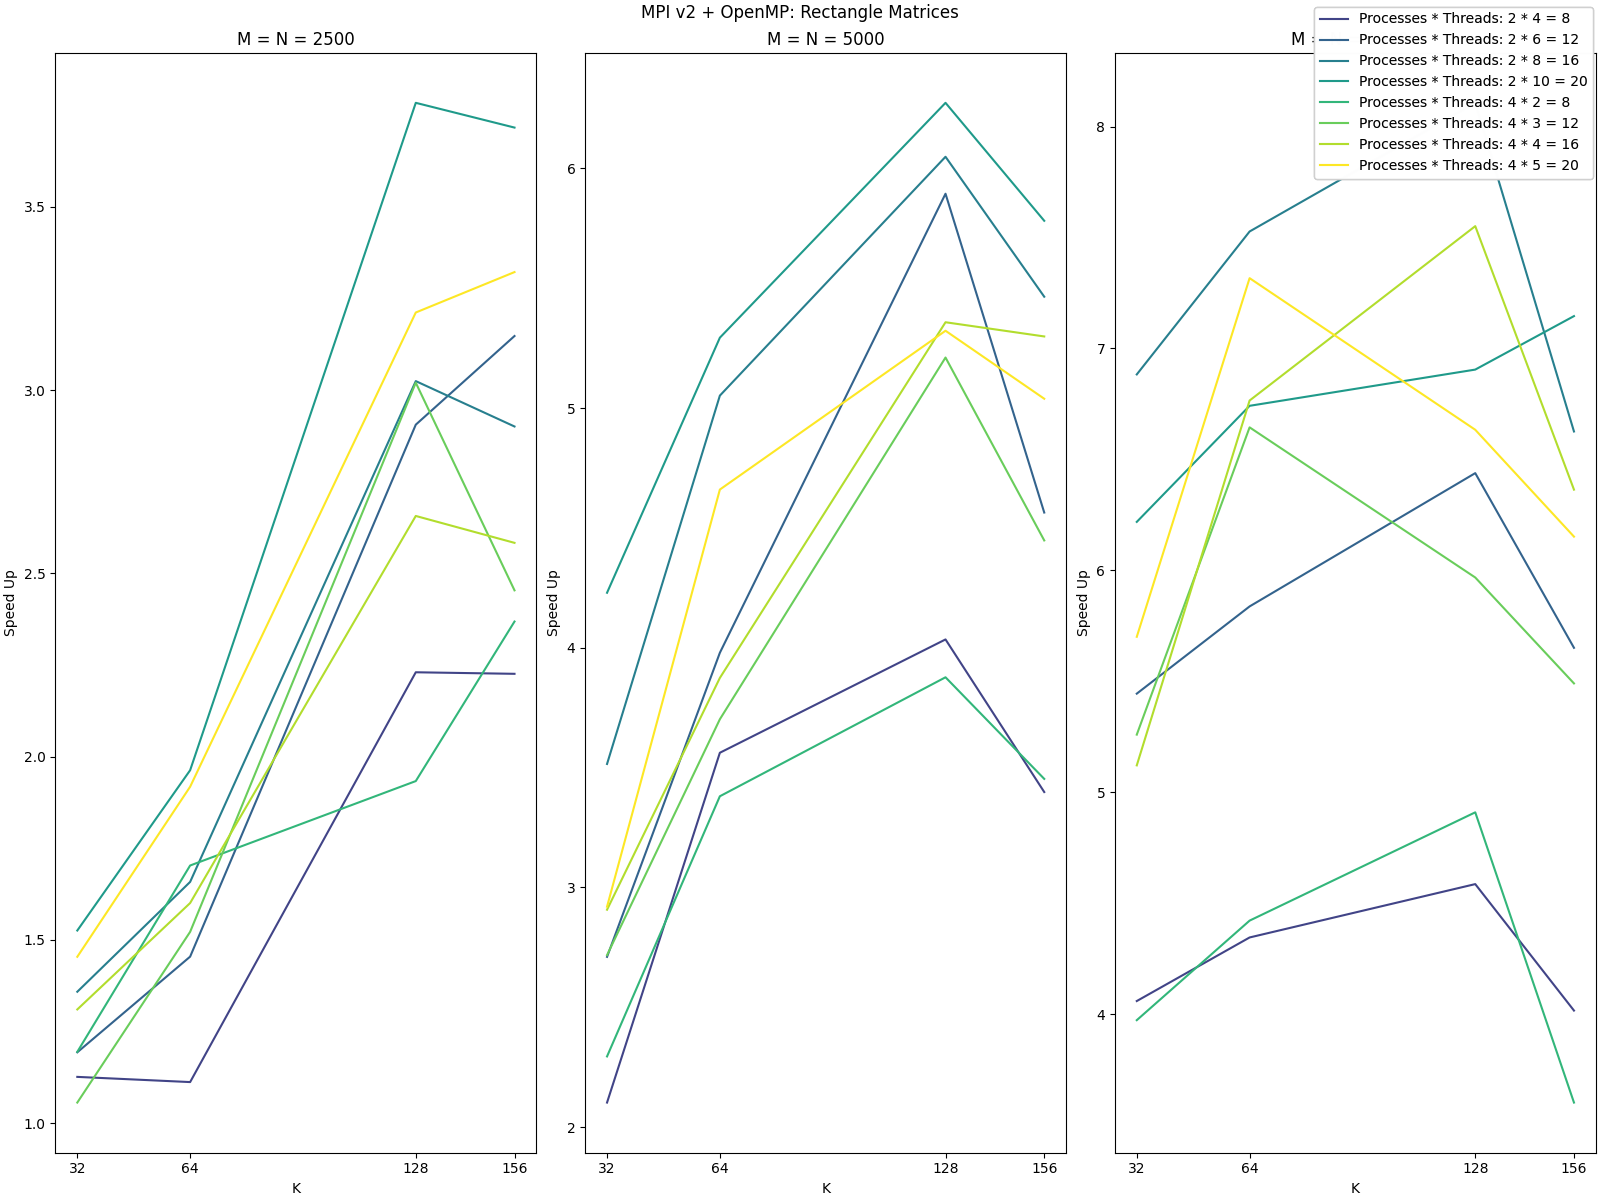 MPI v2 + OpenMP: Rectangle Matrices
M = N = 2500
M = N = 5000
M =
Processes * Threads: 2 * 4 = 8
Processes * Threads: 2 * 6 = 12
Processes * Threads: 2 * 8 = 16
Processes * Threads: 2 * 10 = 20
Processes * Threads: 4 * 2 = 8
Processes * Threads: 4 * 3 = 12
Processes * Threads: 4 * 4 = 16
Processes * Threads: 4 * 5 = 20
Speed Up
3.5
3.0
2.5
2.0
1.5
1.0
32 64 128 156
K
Speed Up
6
5
4
3
2
32 64 128 156
K
Speed Up
8
7
6
5
4
32 64 128 156
K